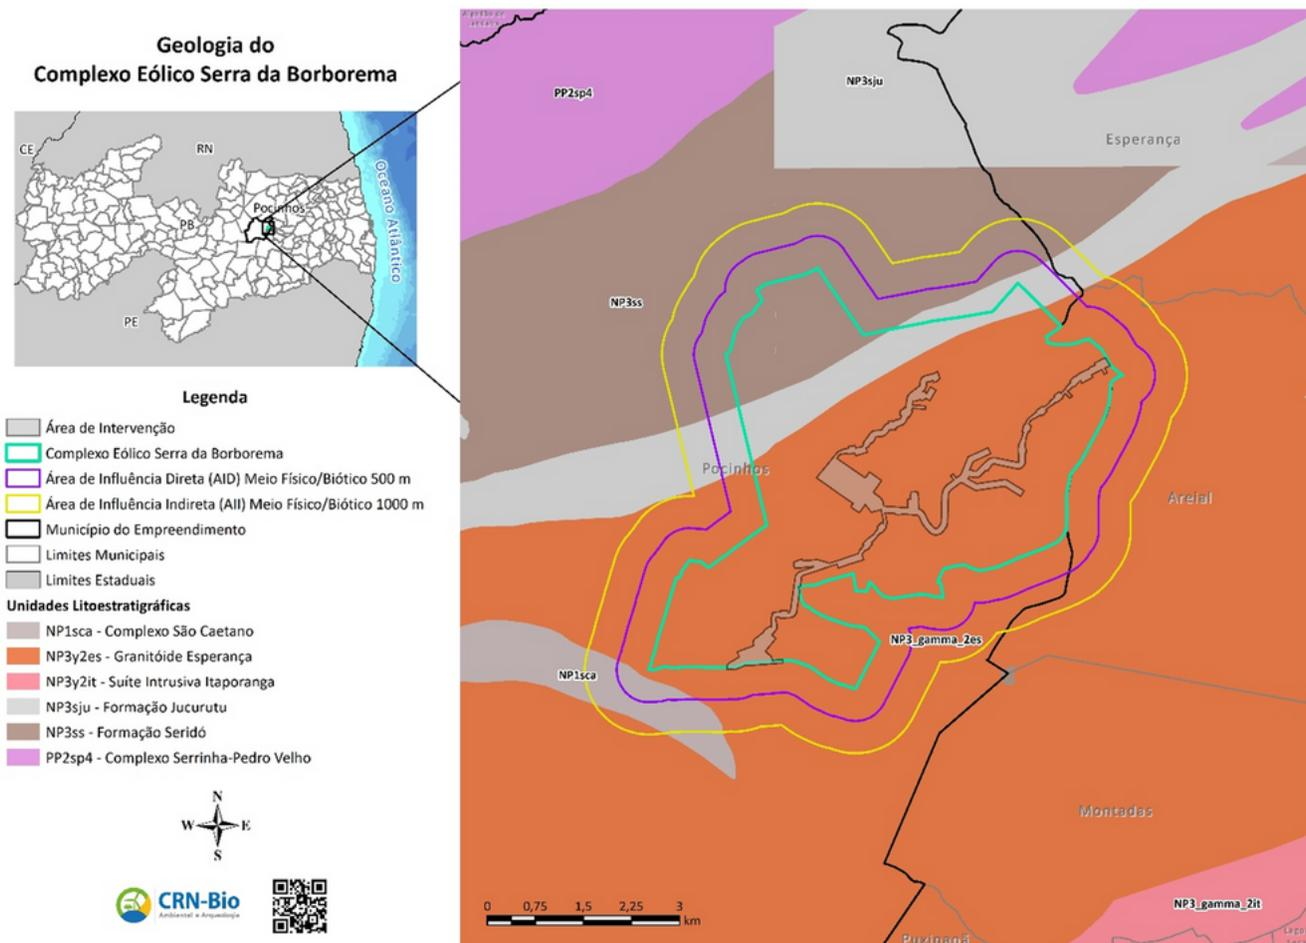 Geologia do
Complexo Eólico Serra da Borborema
CE
RN
Pocinhos
PB
PE
Oceano Atlântico
Legenda
Área de Intervenção
Complexo Eólico Serra da Borborema
Área de Influência Direta (AID) Meio Físico/Biótico 500 m
Área de Influência Indireta (AII) Meio Físico/Biótico 1000 m
Município do Empreendimento
Limites Municipais
Limites Estaduais
Unidades Litoestratigráficas
NP1sca - Complexo São Caetano
NP3y2es - Granitóide Esperança
NP3y2it - Suíte Intrusiva Itaporanga
NP3sju - Formação Jucurutu
NP3ss - Formação Seridó
PP2sp4 - Complexo Serrinha-Pedro Velho
N
W E
S
CRN-Bio
Ambiental e Arqueologia
PP2sp4
NP3sju
Esperança
NP3ss
Pocinhos
Areial
NP3_gamma_2es
NP1sca
Montadas
NP3_gamma_2it
0 0,75 1,5 2,25 3
km